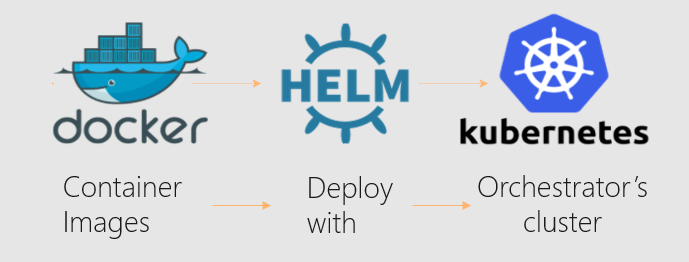 docker
HELM
kubernetes
Container
Images
Deploy
with
Orchestrator's
cluster